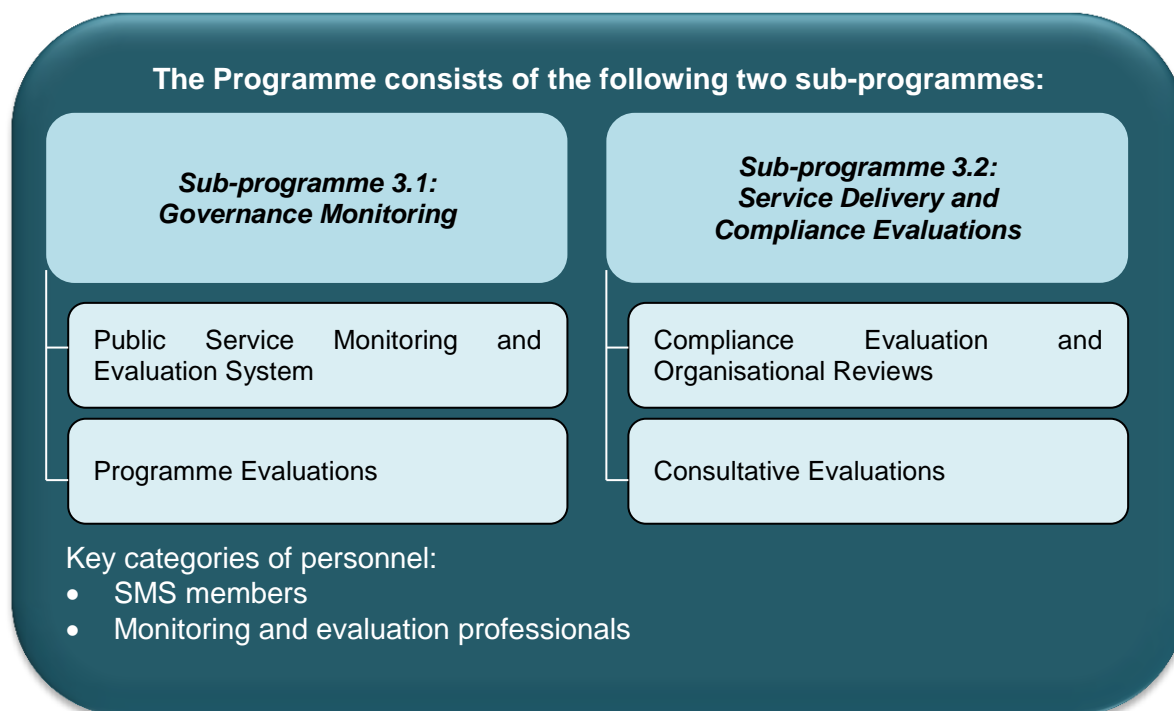 The Programme consists of the following two sub-programmes:
Sub-programme 3.1:
Governance Monitoring
Public Service Monitoring and
Evaluation System
Programme Evaluations
Sub-programme 3.2:
Service Delivery and
Compliance Evaluations
Compliance Evaluation and
Organisational Reviews
Consultative Evaluations
Key categories of personnel:
• SMS members
• Monitoring and evaluation professionals